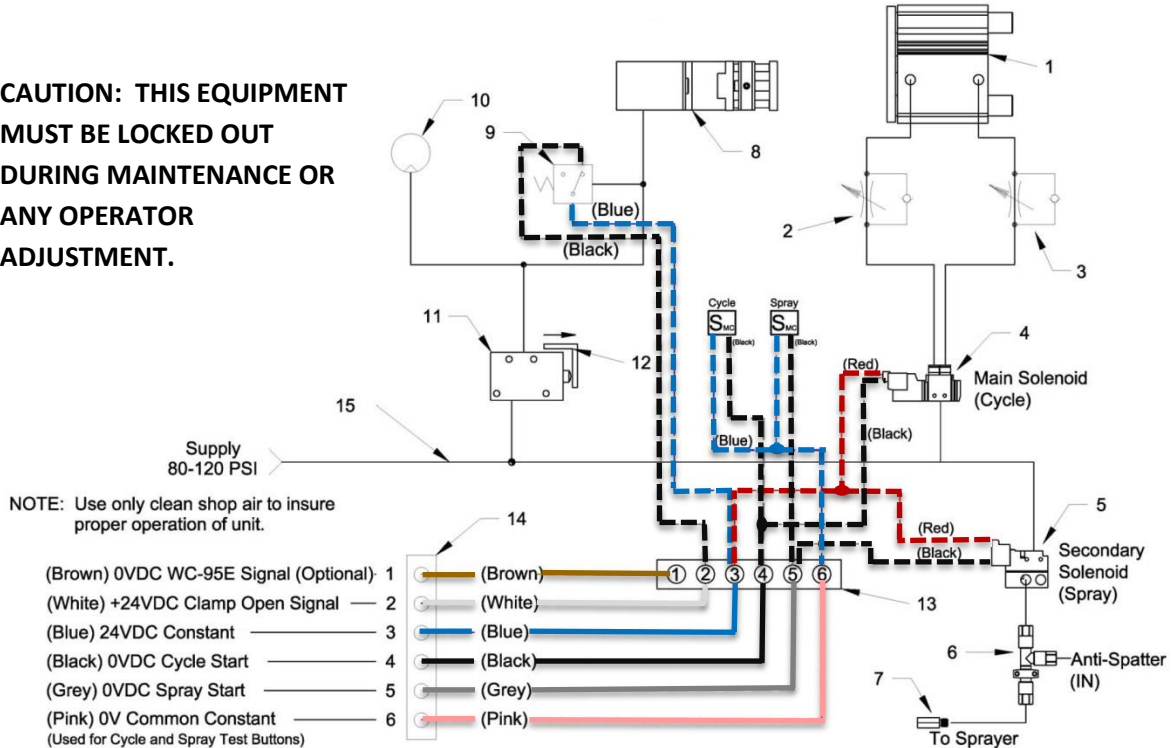 CAUTION: THIS EQUIPMENT
MUST BE LOCKED OUT
DURING MAINTENANCE OR
ANY OPERATOR
ADJUSTMENT.
1
10
9
8
(Blue)
(Black)
2
3
11
12
Cycle
Spray
SMC
SMC
(Black)
(Black)
4
(Red)
Main Solenoid
(Cycle)
15
(Blue)
(Black)
Supply
80-120 PSI
NOTE: Use only clean shop air to insure
proper operation of unit.
14
5
(Red)
(Black)
Secondary
Solenoid
(Spray)
1 2 3 4 5 6
13
(Brown) 0VDC WC-95E Signal (Optional) 1 (Brown)
(White) +24VDC Clamp Open Signal 2 (White)
(Blue) 24VDC Constant 3 (Blue)
(Black) 0VDC Cycle Start 4 (Black)
(Grey) 0VDC Spray Start 5 (Grey)
(Pink) 0V Common Constant 6 (Pink)
(Used for Cycle and Spray Test Buttons)
6
Anti-Spatter
(IN)
7
To Sprayer